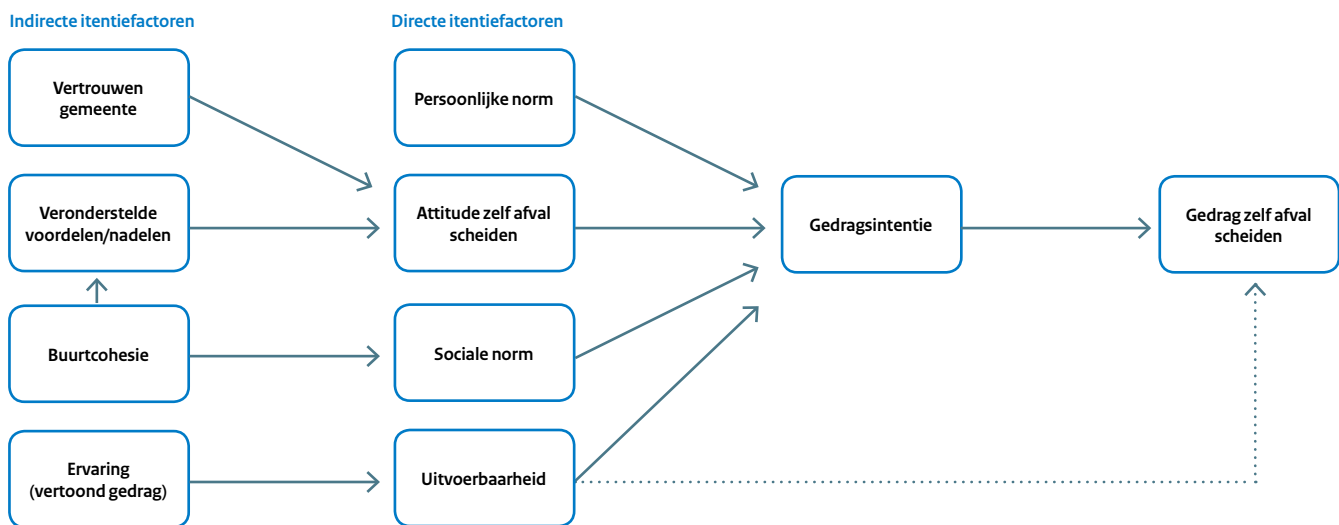 Indirecte itentiefactoren
Directe itentiefactoren
Vertrouwen
gemeente
Persoonlijke norm
Veronderstelde
voordelen/nadelen
Attitude zelf afval
scheiden
Gedragsintentie
Gedrag zelf afval
scheiden
Buurtcohesie
Sociale norm
Ervaring
(vertoond gedrag)
Uitvoerbaarheid